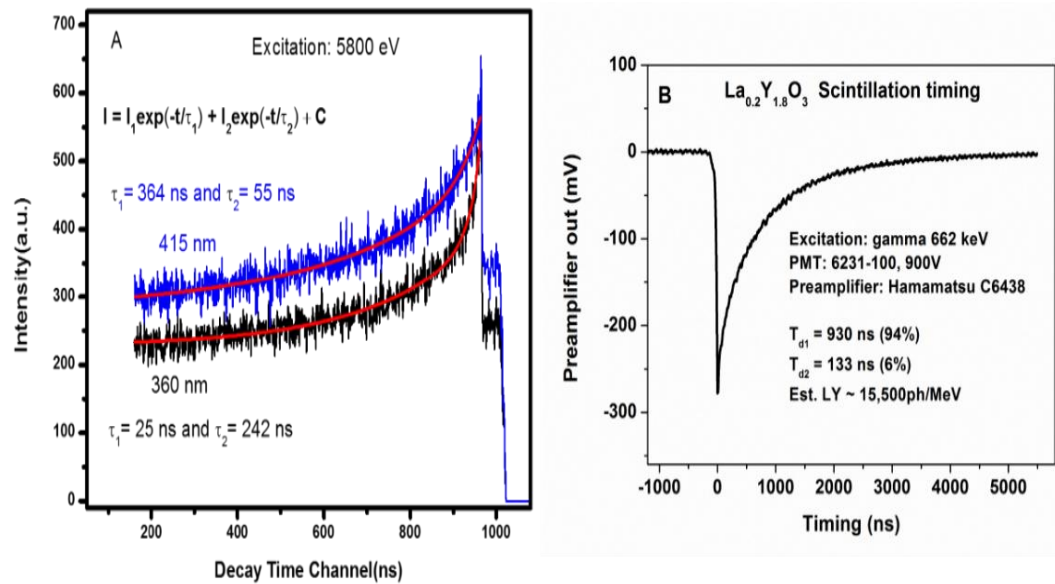 A
Excitation: 5800 eV
I = I₁exp(-t/τ₁) + I₂exp(-t/τ₂) + C
τ₁= 364 ns and τ₂= 55 ns
415 nm
360 nm
τ₁= 25 ns and τ₂= 242 ns
Intensity(a.u.)
700
600
500
400
300
200
100
0
200
400
600
800
1000
Decay Time Channel(ns)
B
La₀.₂Y₁.₈O₃ Scintillation timing
Excitation: gamma 662 keV
PMT: 6231-100, 900V
Preamplifier: Hamamatsu C6438
T_d1 = 930 ns (94%)
T_d2 = 133 ns (6%)
Est. LY ~ 15,500ph/MeV
Preamplifier out (mV)
100
0
-100
-200
-300
-1000
0
1000
2000
3000
4000
5000
Timing (ns)